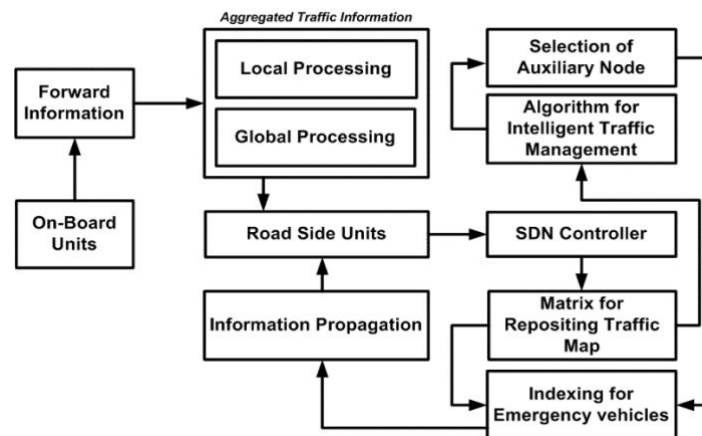 Aggregated Traffic Information
Local Processing
Global Processing
Forward
Information
On-Board
Units
Road Side Units
Information Propagation
Selection of
Auxiliary Node
Algorithm for
Intelligent Traffic
Management
SDN Controller
Matrix for
Repositing Traffic
Map
Indexing for
Emergency vehicles